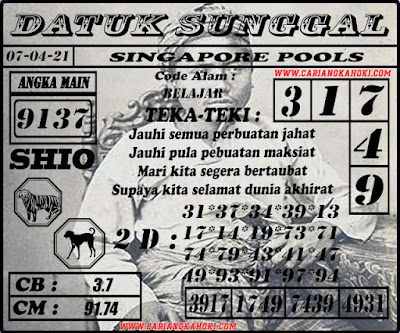 DATUK SUNGGAL
07-04-21
SINGAPORE POOLS
WWW.CARIANGKAHOKI.COM
ANGKA MAIN
9137
SHIO
Code Alam :
BELAJAR
TEKA-TEKI :
3 1 7
4
9
Jauhi semua perbuatan jahat
Jauhi pula pebuatan maksiat
Mari kita segera bertaubat
Supaya kita selamat dunia akhirat
2 D :
31*37*34*39*13
17*14*19*73*71
74*79*43*41*47
49*93*91*97*94
CB : 3.7
CM : 91.74
3917 1749 7439 4931
WWW.CARIANGKAHOKI.COM